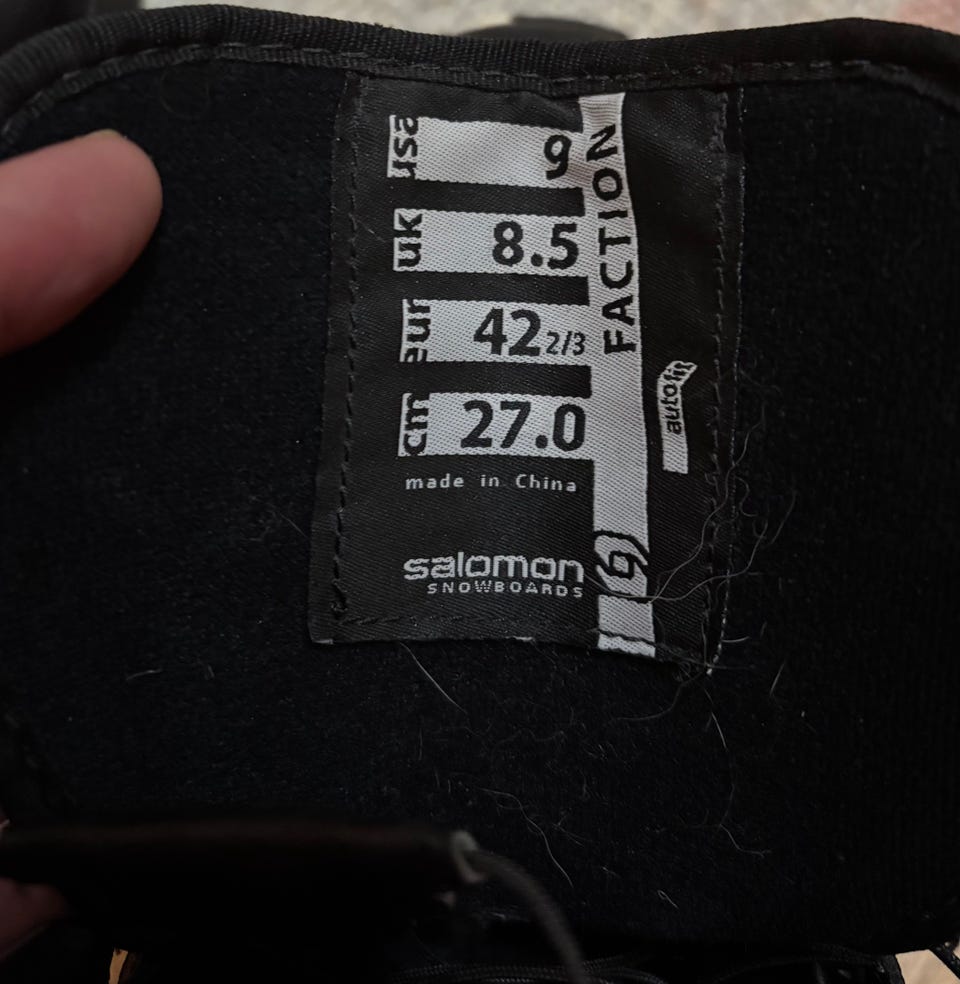 usa 9
uk 8.5
eur 42 2/3
cm 27.0
made in China
salomon
SNOWBOARDS
FACTION
autofit